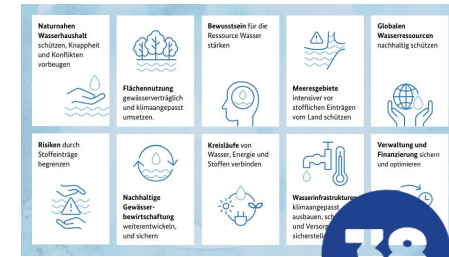 Naturnahen
Wasserhaushalt
schützen, Knappheit
und Konflikten
vorbeugen
Flächennutzung
gewässerverträglich
und klimaangepasst
umsetzen.
Bewusstsein für die
Ressource Wasser
stärken
Meeresgebiete
intensiver vor
stofflichen Einträgen
vom Land schützen
Globalen
Wasserressourcen
nachhaltig schützen
Risiken durch
Stoffeinträge
begrenzen
Nachhaltige
Gewässer-
bewirtschaftung
weiterentwickeln,
und sichern
Kreisläufe von
Wasser, Energie und
Stoffen verbinden
Wasserinfrastrukturen
klimaangepasst
ausbauen,
und
Verwaltung und
Finanzierung sichern
und optimieren
38